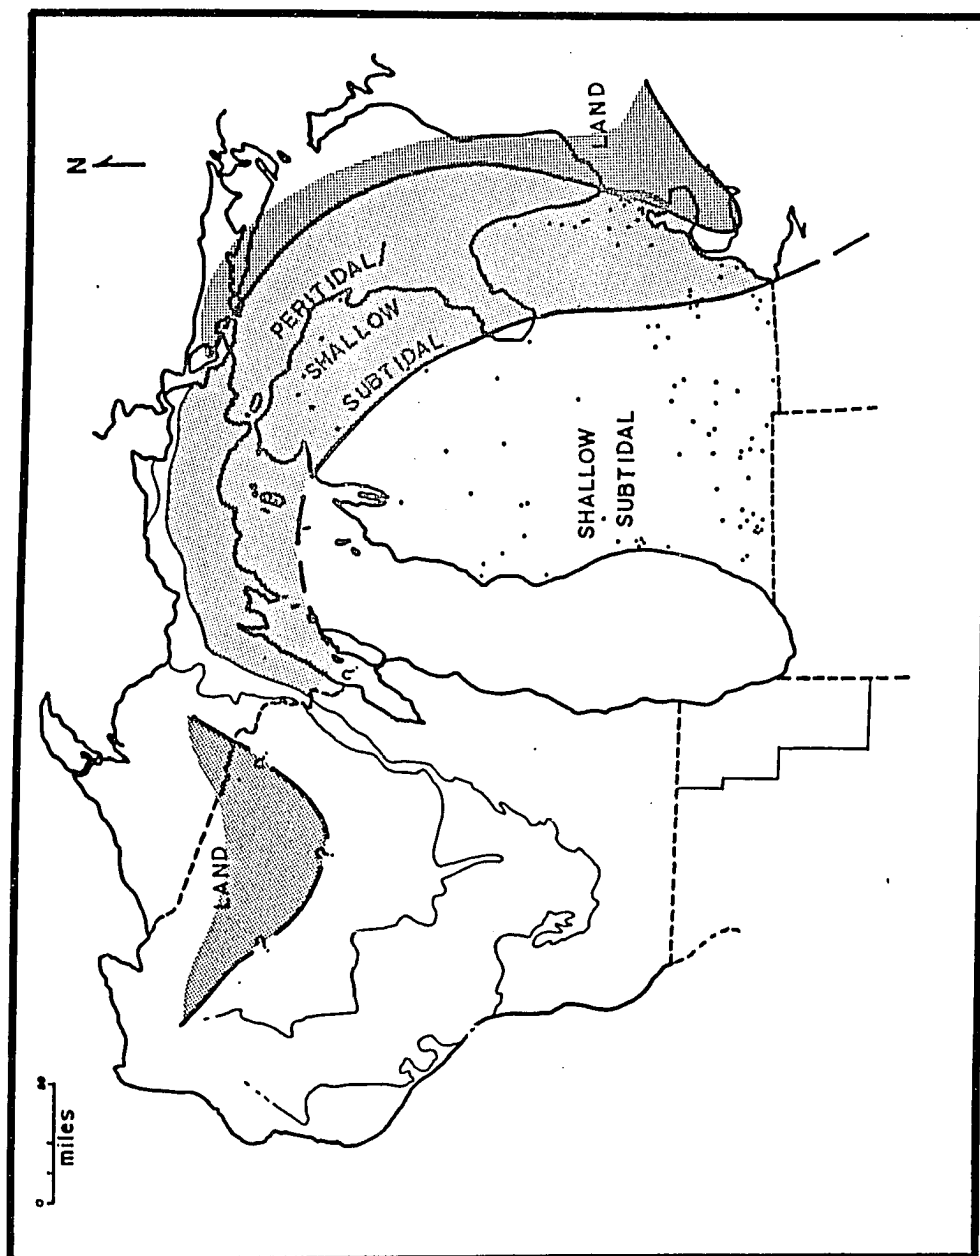 N
LAND
PERITIDAL/
SHALLOW
SUBTIDAL
SHALLOW
SUBTIDAL
LAND
?
?
?
0
miles